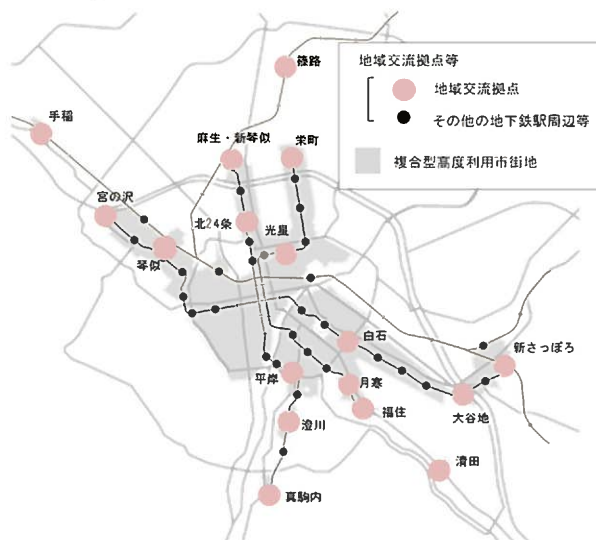 地域交流拠点等
地域交流拠点
その他の地下鉄駅周辺等
複合型高度利用市街地
篠路
手稲
麻生・新琴似
栄町
宮の沢
北24条
光星
琴似
白石
新さっぽろ
平岸
月寒
福住
大谷地
澄川
清田
真駒内